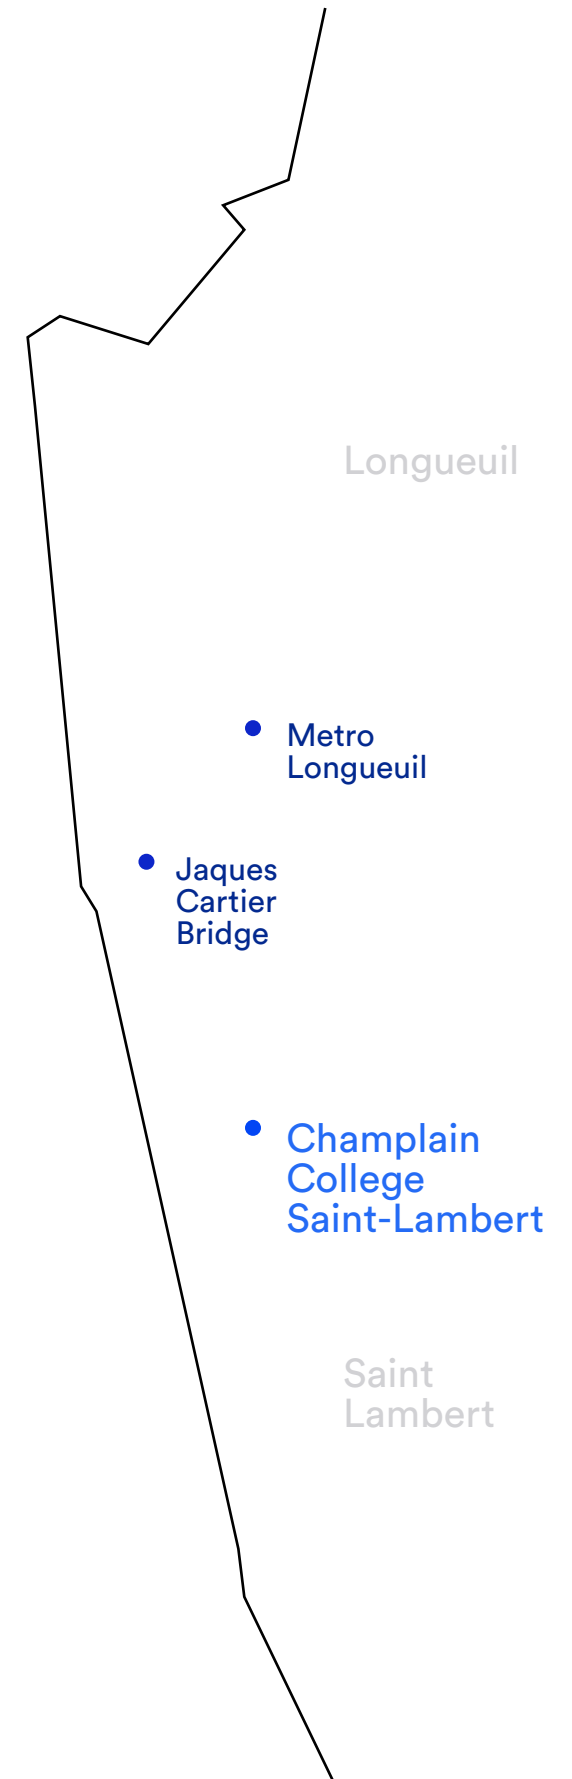 Longueuil
Metro
Longueuil
Jaques
Cartier
Bridge
Champlain
College
Saint-Lambert
Saint
Lambert